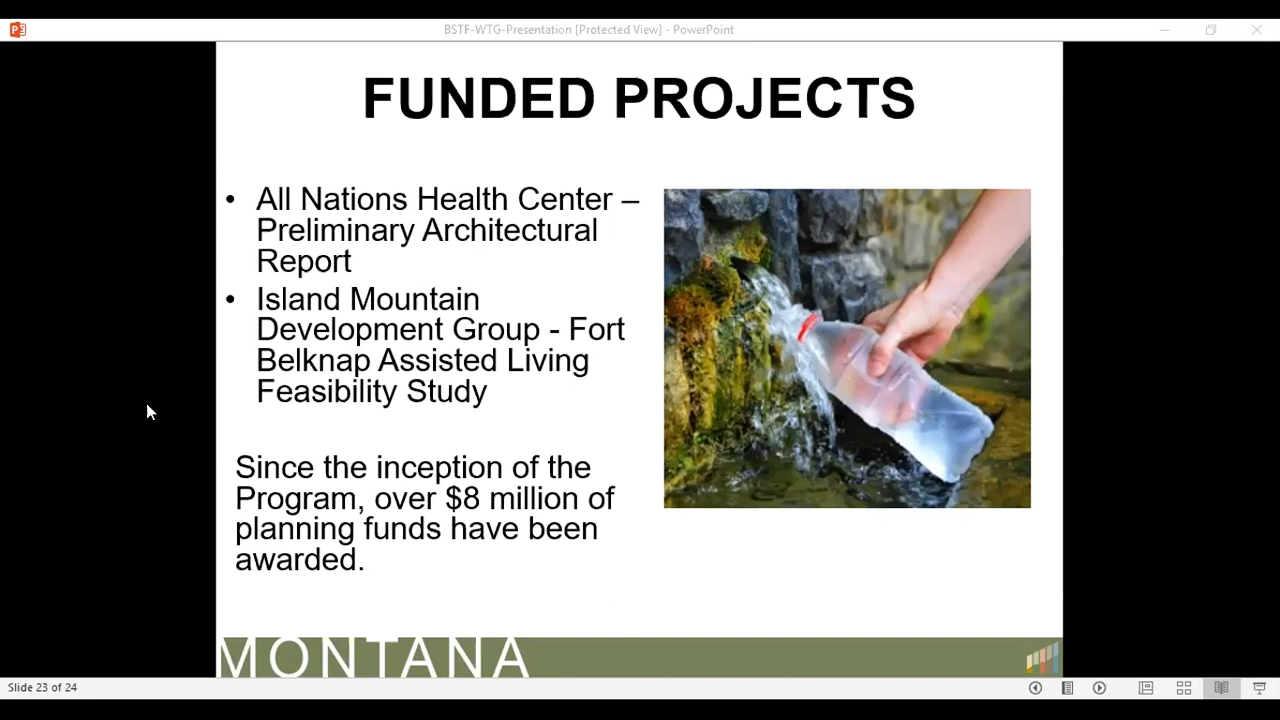 BSTF-WTG-Presentation [Protected View] - PowerPoint
FUNDED PROJECTS
• All Nations Health Center –
Preliminary Architectural
Report
• Island Mountain
Development Group - Fort
Belknap Assisted Living
Feasibility Study
Since the inception of the
Program, over $8 million of
planning funds have been
awarded.
MONTANA
Slide 23 of 24